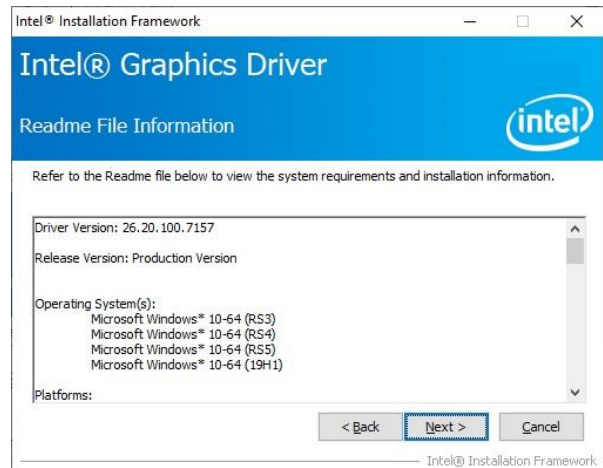 Intel® Installation Framework
Intel® Graphics Driver
Readme File Information
intel
Refer to the Readme file below to view the system requirements and installation information.
Driver Version: 26.20.100.7157
Release Version: Production Version
Operating System(s):
Microsoft Windows* 10-64 (RS3)
Microsoft Windows* 10-64 (RS4)
Microsoft Windows* 10-64 (RS5)
Microsoft Windows* 10-64 (19H1)
Platforms:
< Back Next > Cancel
Intel® Installation Framework